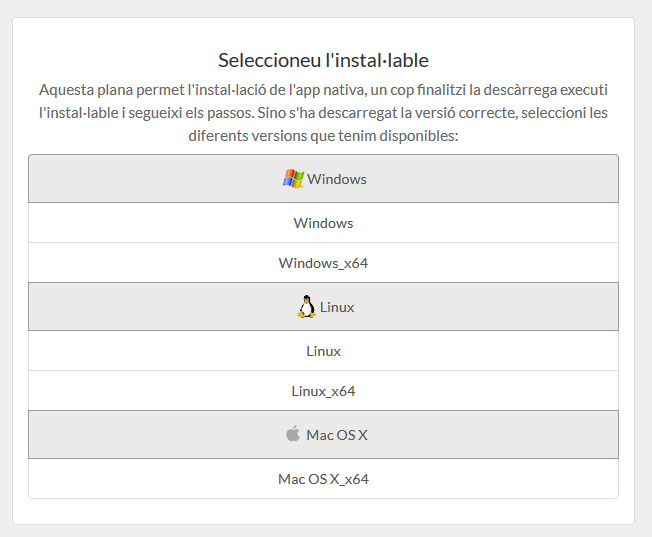 Seleccioneu l'instal·lable
Aquesta plana permet l'instal·lació de l'app nativa, un cop finalitzi la descàrrega executi
l'instal·lable i segueixi els passos. Sino s'ha descarregat la versió correcte, seleccioni les
diferents versions que tenim disponibles:
Windows
Windows
Windows_x64
Linux
Linux
Linux_x64
Mac OS X
Mac OS X_x64